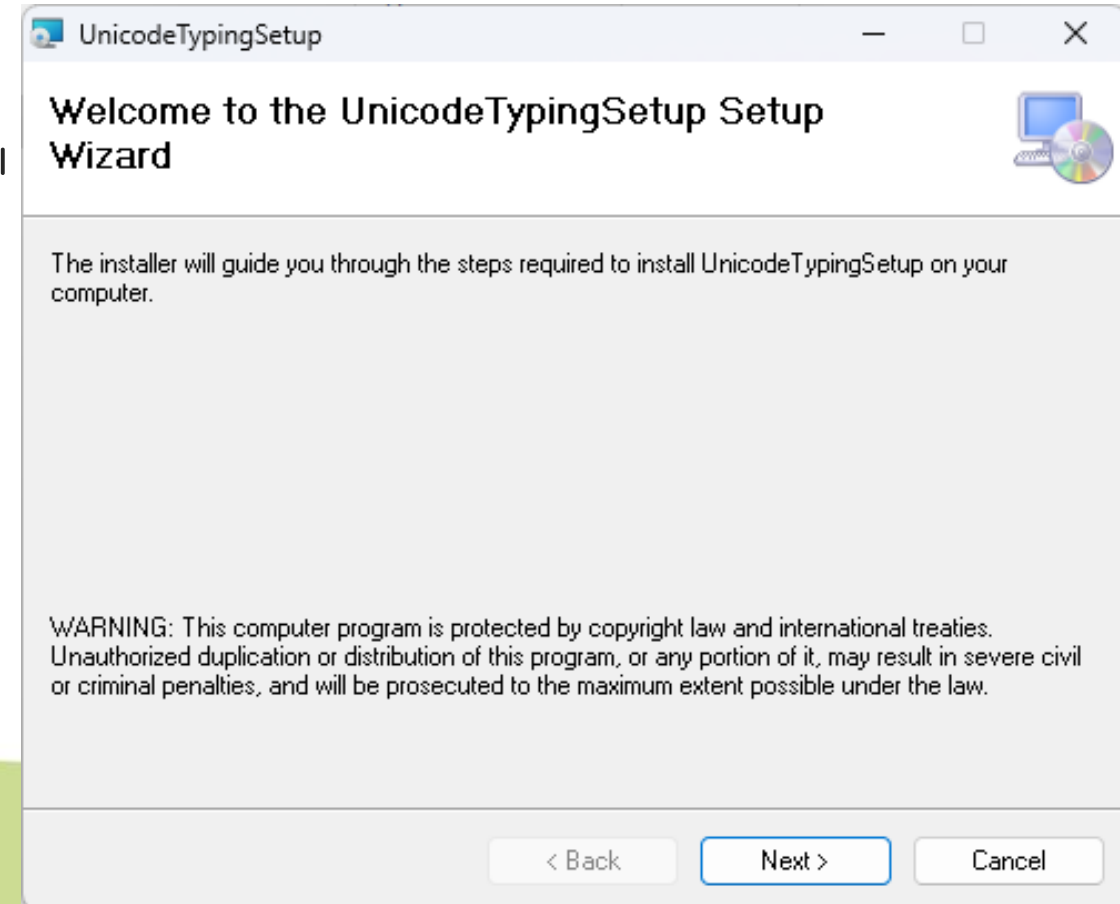 UnicodeTypingSetup
Welcome to the UnicodeTypingSetup Setup
Wizard
The installer will guide you through the steps required to install UnicodeTypingSetup on your
computer.
WARNING: This computer program is protected by copyright law and international treaties.
Unauthorized duplication or distribution of this program, or any portion of it, may result in severe civil
or criminal penalties, and will be prosecuted to the maximum extent possible under the law.
< Back Next > Cancel